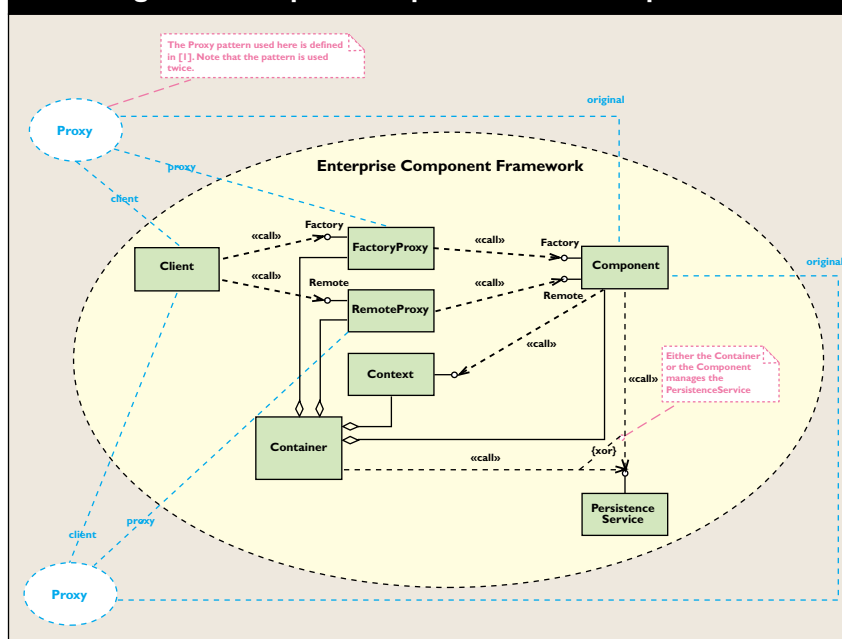 The Proxy pattern used here is defined
in [1]. Note that the pattern is used
twice.
original
Proxy
Enterprise Component Framework
proxy
client
Factory
«call»
FactoryProxy
«call»
Factory
Client
Component
original
«call»
Remote
RemoteProxy
«call»
Remote
«call»
Either the Container
or the Component
manages the
PersistenceService
Context
«call»
Container
«call»
{xor}
Persistence
Service
proxy
client
Proxy